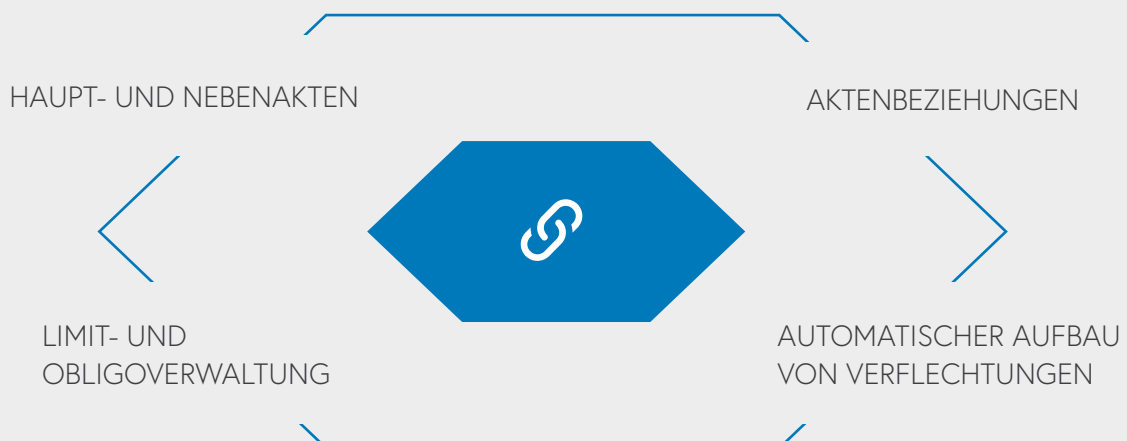 HAUPT- UND NEBENAKTEN
AKTENBEZIEHUNGEN
LIMIT- UND
OBLIGOVERWALTUNG
AUTOMATISCHER AUFBAU
VON VERFLECHTUNGEN